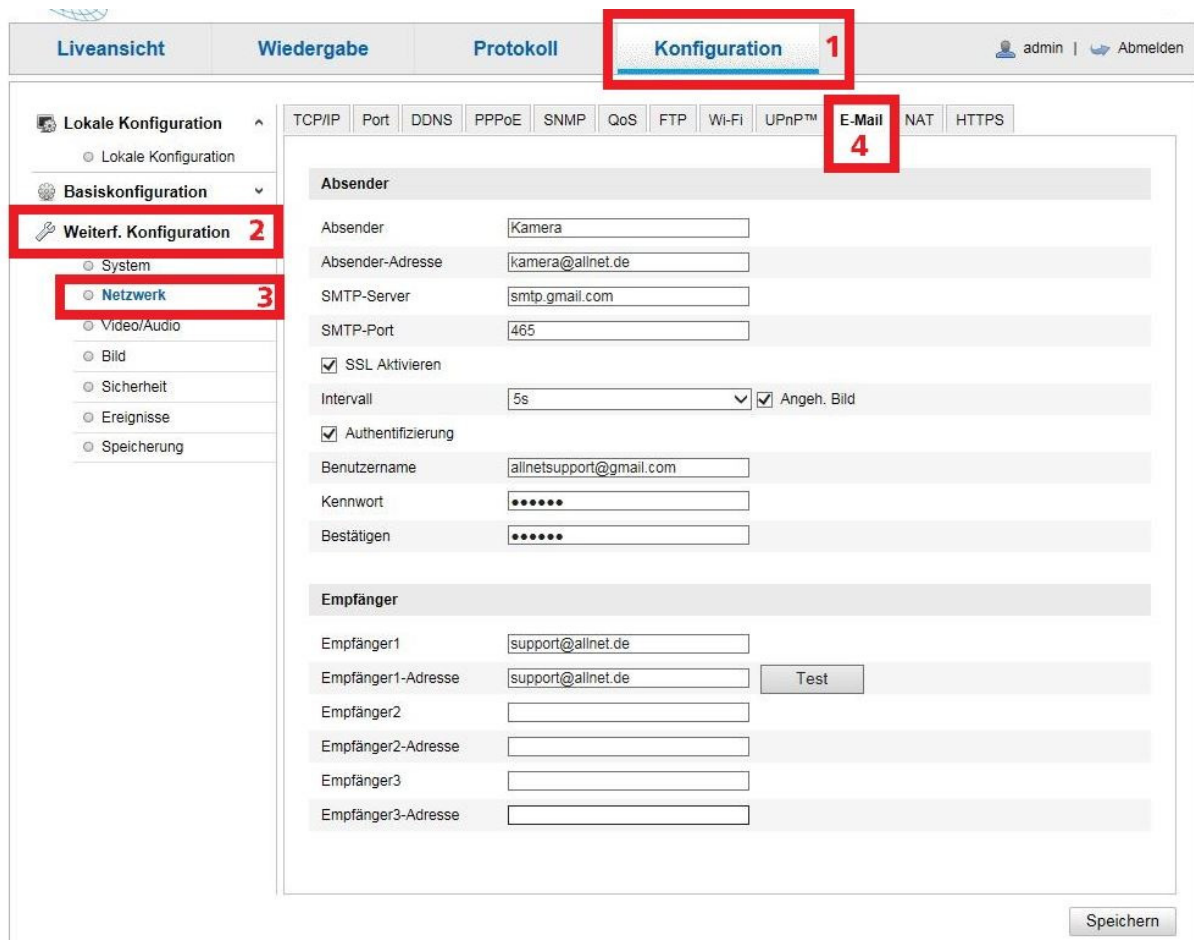 Liveansicht Wiedergabe Protokoll Konfiguration 1 admin | Abmelden
Lokale Konfiguration
Lokale Konfiguration
Basiskonfiguration
Weiterf. Konfiguration 2
System
Netzwerk 3
Video/Audio
Bild
Sicherheit
Ereignisse
Speicherung
TCP/IP Port DDNS PPPoE SNMP QoS FTP Wi-Fi UPnP™ E-Mail NAT HTTPS
4
Absender
Absender Kamera
Absender-Adresse kamera@allnet.de
SMTP-Server smtp.gmail.com
SMTP-Port 465
SSL Aktivieren
Intervall 5s Angeh. Bild
Authentifizierung
Benutzername allnetsupport@gmail.com
Kennwort ●●●●●●
Bestätigen ●●●●●●
Empfänger
Empfänger1 support@allnet.de
Empfänger1-Adresse support@allnet.de Test
Empfänger2
Empfänger2-Adresse
Empfänger3
Empfänger3-Adresse
Speichern